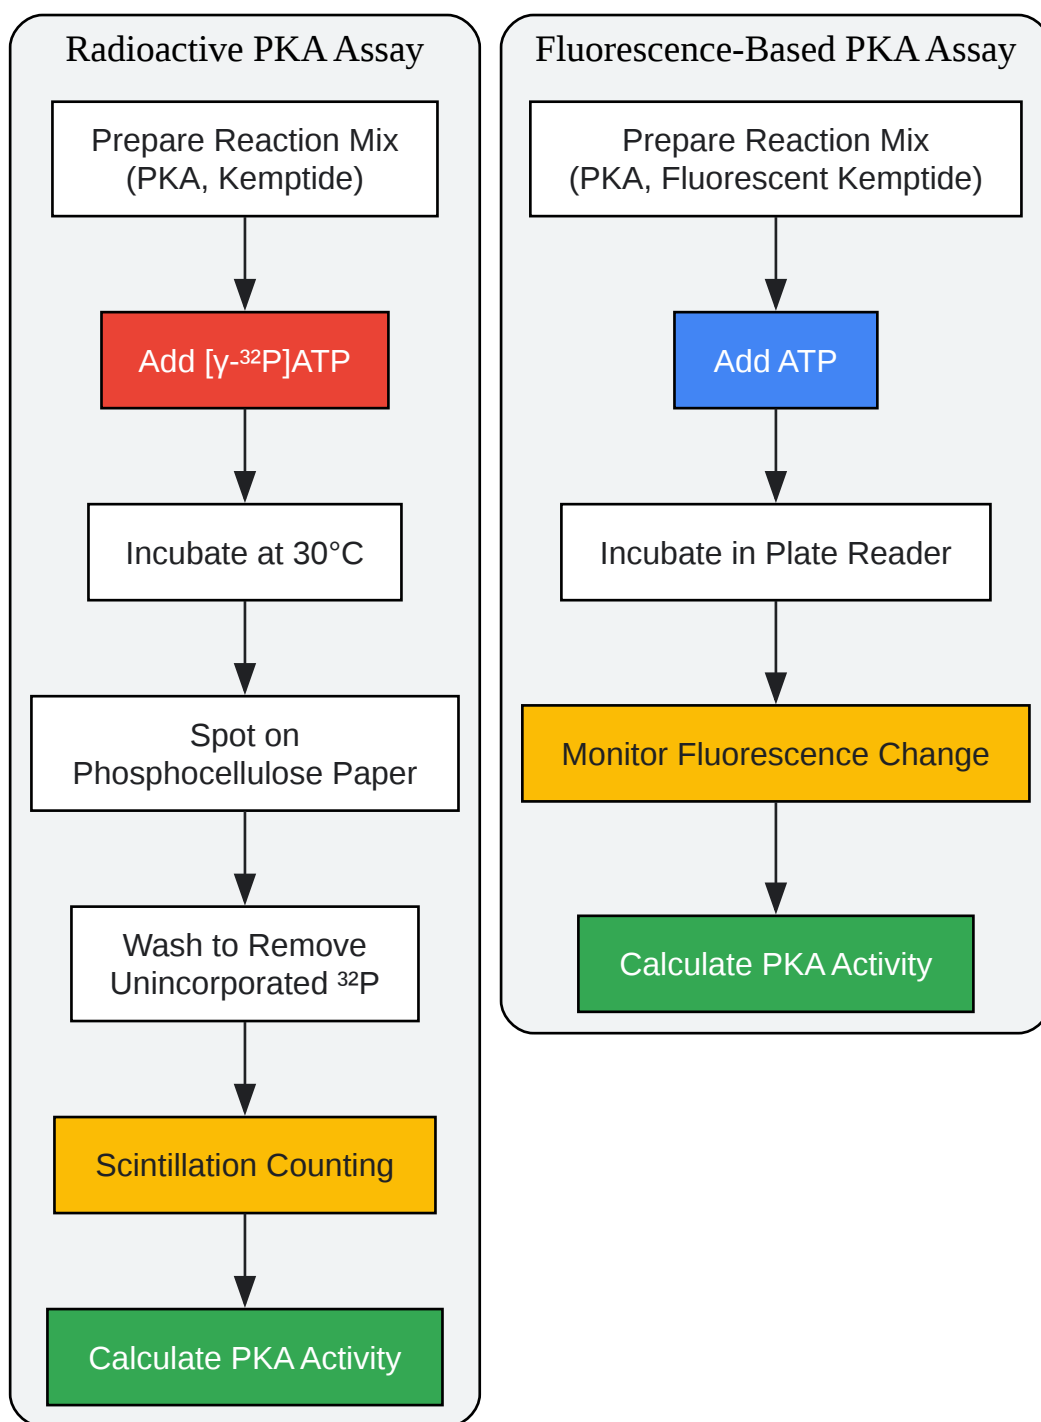 Radioactive PKA Assay
Prepare Reaction Mix
(PKA, Kemptide)
Add [γ-³²P]ATP
Incubate at 30°C
Spot on
Phosphocellulose Paper
Wash to Remove
Unincorporated ³²P
Scintillation Counting
Calculate PKA Activity
Fluorescence-Based PKA Assay
Prepare Reaction Mix
(PKA, Fluorescent Kemptide)
Add ATP
Incubate in Plate Reader
Monitor Fluorescence Change
Calculate PKA Activity